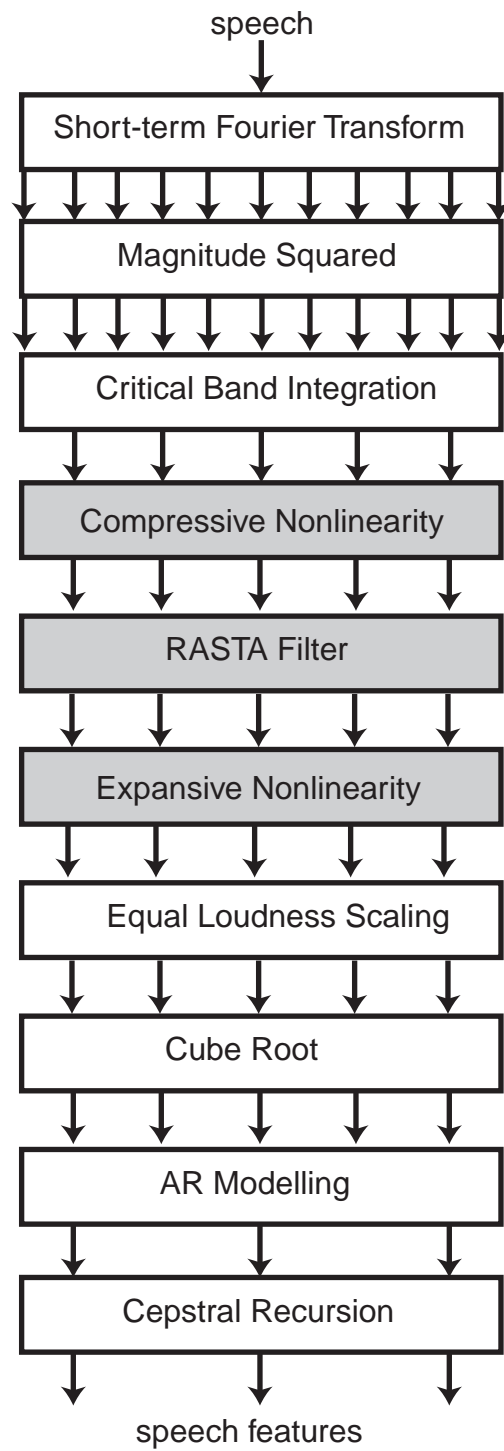 speech
Short-term Fourier Transform
Magnitude Squared
Critical Band Integration
Compressive Nonlinearity
RASTA Filter
Expansive Nonlinearity
Equal Loudness Scaling
Cube Root
AR Modelling
Cepstral Recursion
speech features